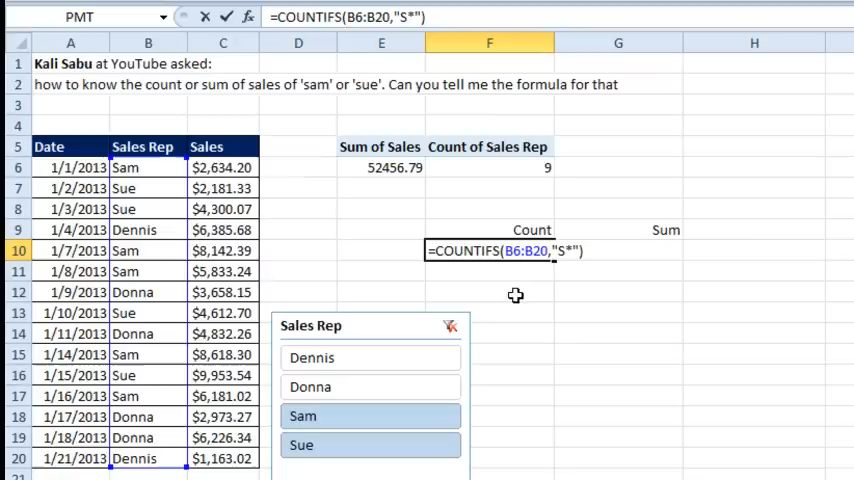 PMT =COUNTIFS(B6:B20,"S*")
A B C D E F G H
1 Kali Sabu at YouTube asked:
2 how to know the count or sum of sales of 'sam' or 'sue'. Can you tell me the formula for that
3
4
5 Date Sales Rep Sales Sum of Sales Count of Sales Rep
6 1/1/2013 Sam $2,634.20 52456.79 9
7 1/2/2013 Sue $2,181.33
8 1/3/2013 Sue $4,300.07
9 1/4/2013 Dennis $6,385.68 Count Sum
10 1/7/2013 Sam $8,142.39 =COUNTIFS(B6:B20,"S*")
11 1/8/2013 Sam $5,833.24
12 1/9/2013 Donna $3,658.15
13 1/10/2013 Sue $4,612.70
14 1/11/2013 Donna $4,832.26
15 1/14/2013 Sam $8,618.30
16 1/15/2013 Sue $9,953.54
17 1/16/2013 Sam $6,181.02
18 1/17/2013 Donna $2,973.27
19 1/18/2013 Donna $6,226.34
20 1/21/2013 Dennis $1,163.02
Sales Rep
Dennis
Donna
Sam
Sue